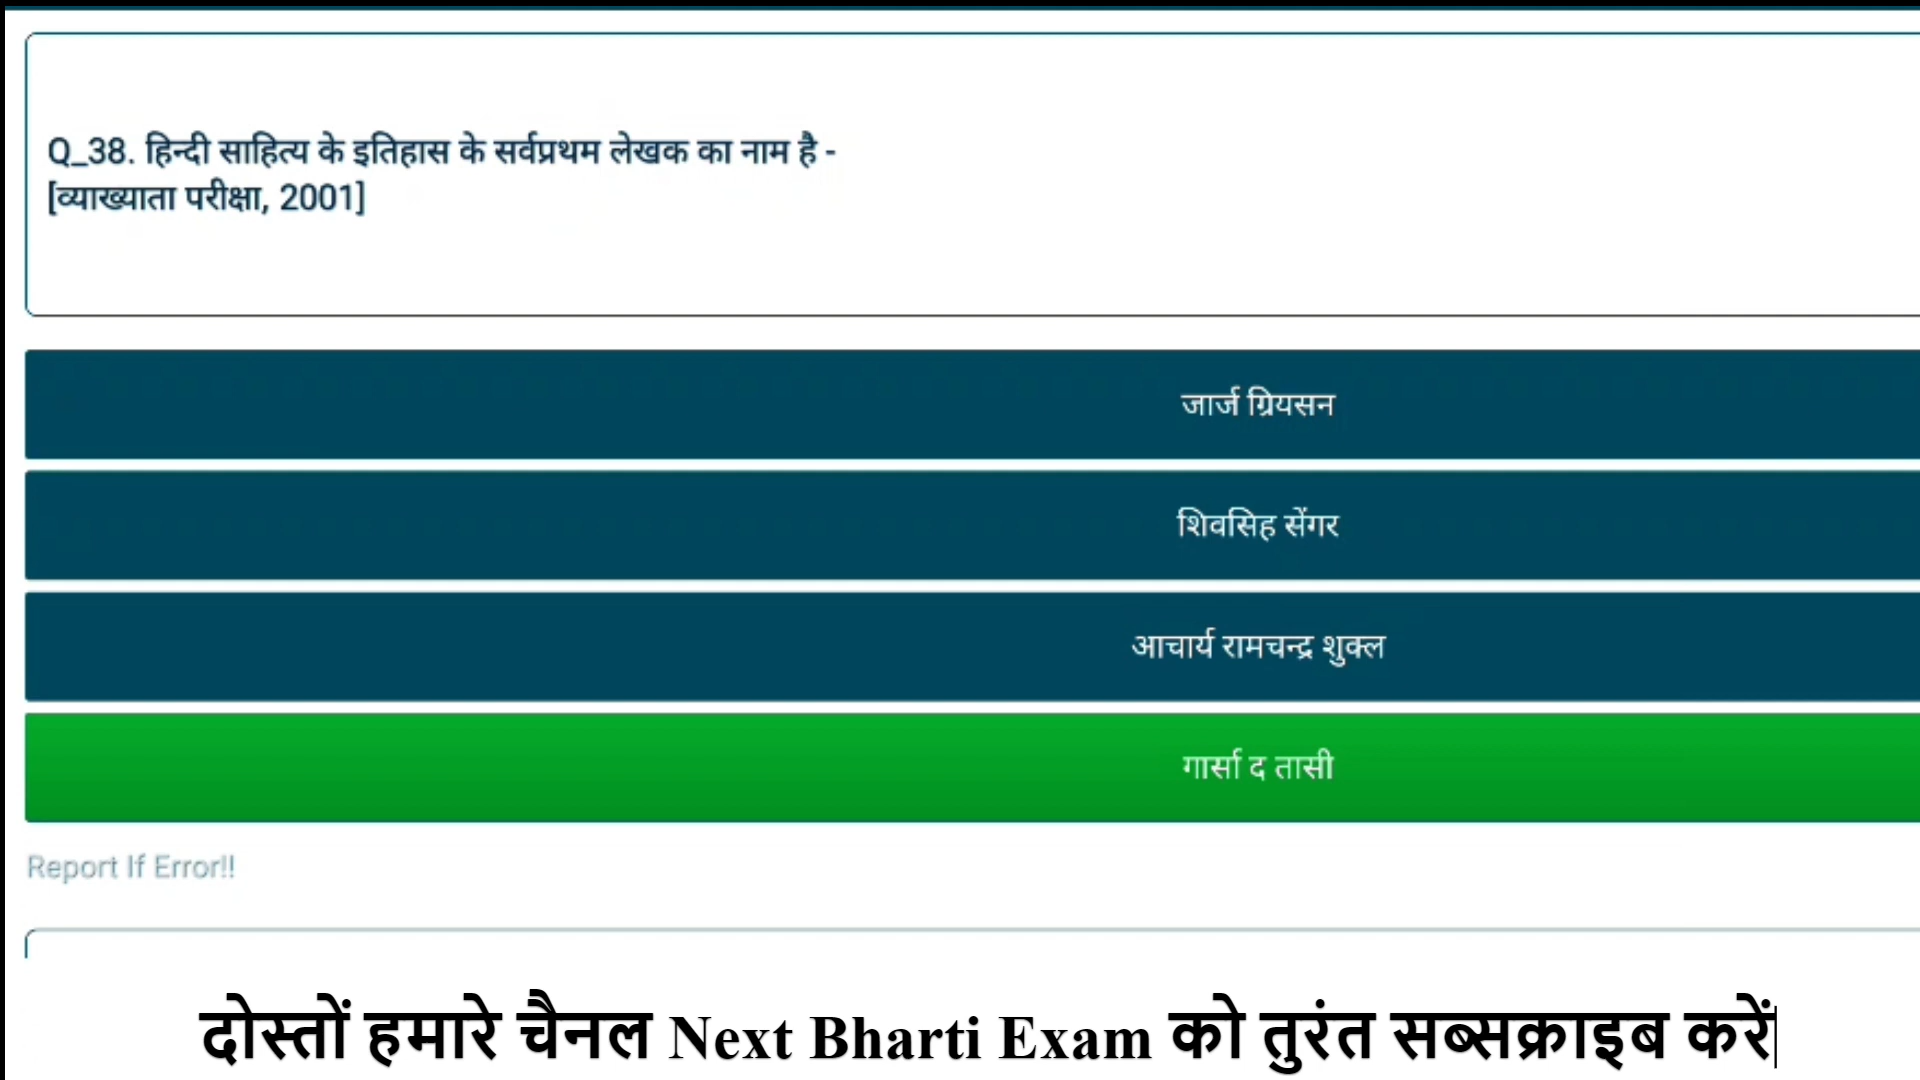 Q_38. हिन्दी साहित्य के इतिहास के सर्वप्रथम लेखक का नाम है -
[व्याख्याता परीक्षा, 2001]
जार्ज ग्रियसन
शिवसिह सेंगर
आचार्य रामचन्द्र शुक्ल
गार्सा द तासी
Report If Error!!
दोस्तों हमारे चैनल Next Bharti Exam को तुरंत सब्सक्राइब करें